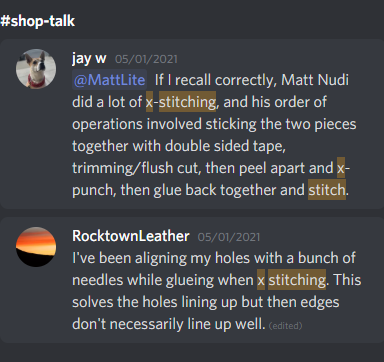 #shop-talk
jay w 05/01/2021
@MattLite If I recall correctly, Matt Nudi
did a lot of x-stitching, and his order of
operations involved sticking the two pieces
together with double sided tape,
trimming/flush cut, then peel apart and x-
punch, then glue back together and stitch.
RocktownLeather 05/01/2021
I've been aligning my holes with a bunch of
needles while glueing when x stitching. This
solves the holes lining up but then edges
don't necessarily line up well. (edited)